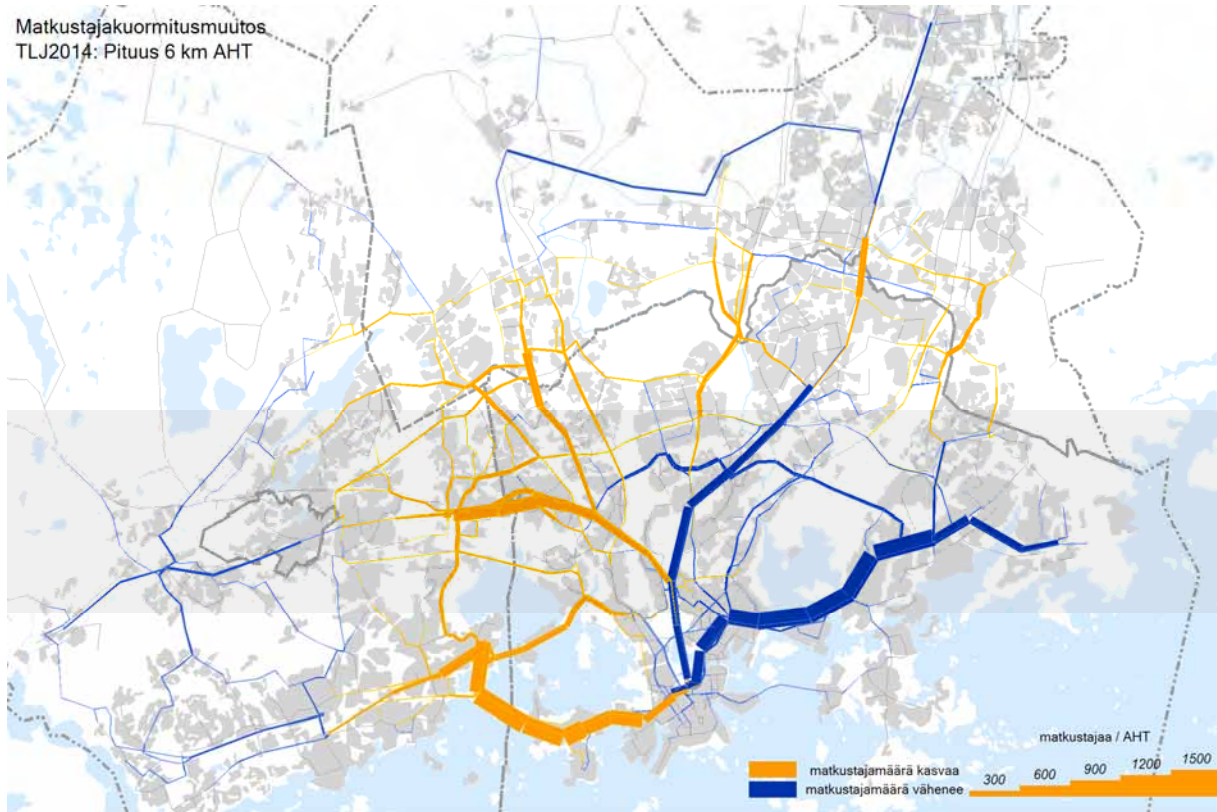 Matkustajakuormitusmuutos
TLJ2014: Pituus 6 km AHT
matkustajaa / AHT
matkustajamäärä kasvaa
matkustajamäärä vähenee
300 600 900 1200 1500